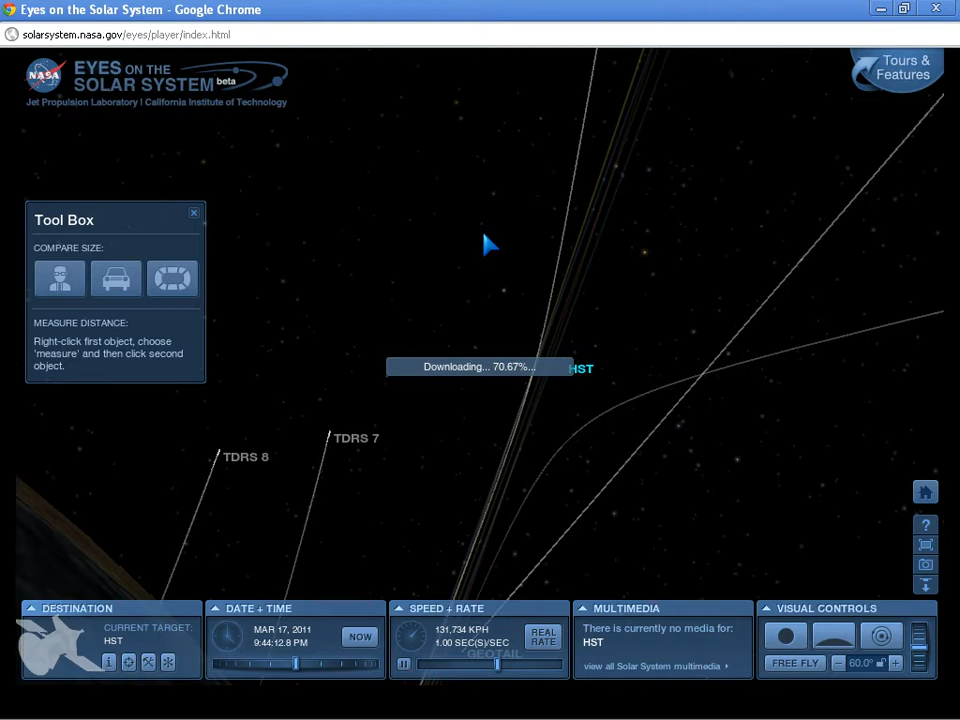 Eyes on the Solar System - Google Chrome
solarsystem.nasa.gov/eyes/player/index.html
NASA
EYES ON THE
SOLAR SYSTEM beta
Jet Propulsion Laboratory | California Institute of Technology
Tours &
Features
Tool Box
COMPARE SIZE:
MEASURE DISTANCE:
Right-click first object, choose
'measure' and then click second
object.
Downloading... 70.67%...
HST
TDRS 7
TDRS 8
?
DESTINATION
CURRENT TARGET:
HST
DATE + TIME
MAR 17, 2011
9:44:12.8 PM
NOW
SPEED + RATE
131,734 KPH
1.00 SEC(S)/SEC
REAL
RATE
GEOTAIL
MULTIMEDIA
There is currently no media for:
HST
view all Solar System multimedia
VISUAL CONTROLS
FREE FLY
60.0°